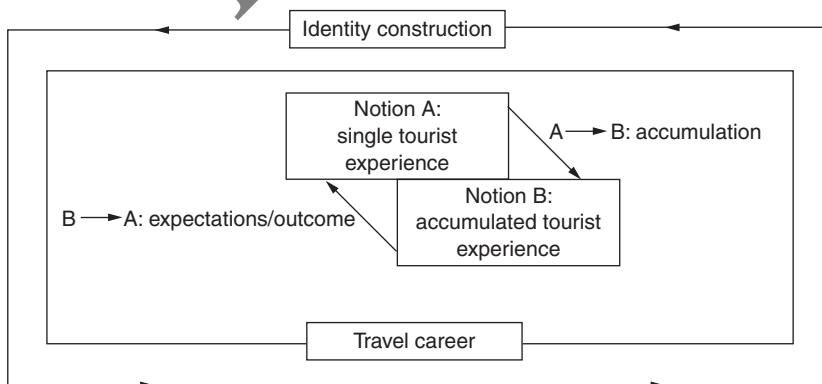 Identity construction
Notion A:
single tourist
experience
A → B: accumulation
Notion B:
accumulated tourist
experience
B → A: expectations/outcome
Travel career